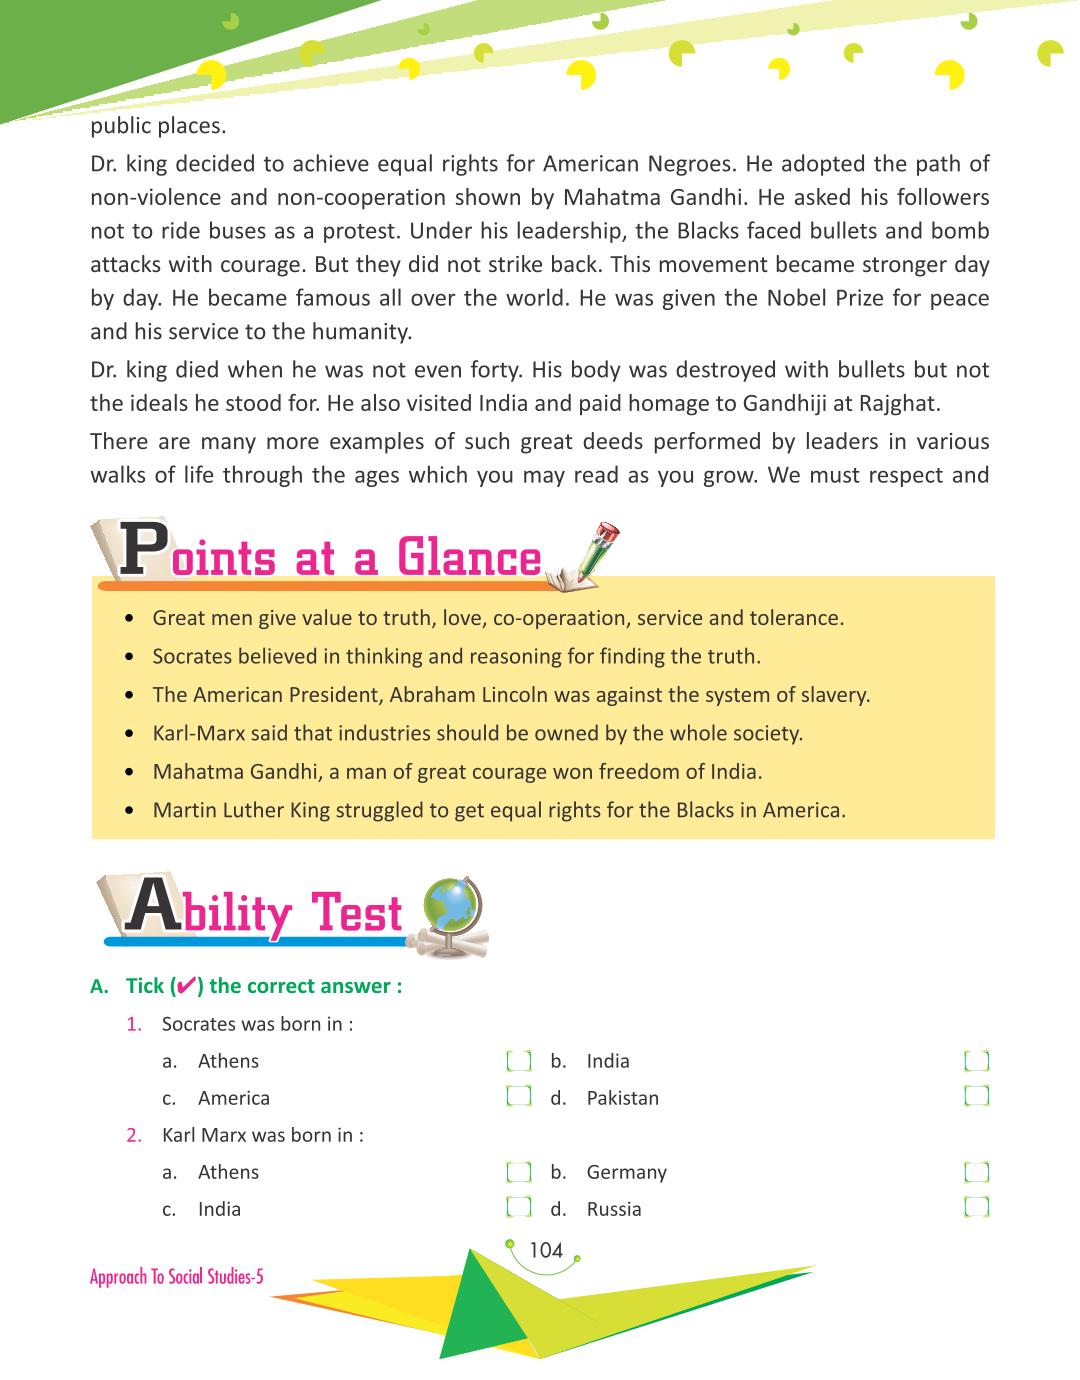 public places.
Dr. king decided to achieve equal rights for American Negroes. He adopted the path of
non-violence and non-cooperation shown by Mahatma Gandhi. He asked his followers
not to ride buses as a protest. Under his leadership, the Blacks faced bullets and bomb
attacks with courage. But they did not strike back. This movement became stronger day
by day. He became famous all over the world. He was given the Nobel Prize for peace
and his service to the humanity.
Dr. king died when he was not even forty. His body was destroyed with bullets but not
the ideals he stood for. He also visited India and paid homage to Gandhiji at Rajghat.
There are many more examples of such great deeds performed by leaders in various
walks of life through the ages which you may read as you grow. We must respect and
Points at a Glance
• Great men give value to truth, love, co-operaation, service and tolerance.
• Socrates believed in thinking and reasoning for finding the truth.
• The American President, Abraham Lincoln was against the system of slavery.
• Karl-Marx said that industries should be owned by the whole society.
• Mahatma Gandhi, a man of great courage won freedom of India.
• Martin Luther King struggled to get equal rights for the Blacks in America.
Ability Test
A. Tick (✔) the correct answer :
1. Socrates was born in :
a. Athens b. India
c. America d. Pakistan
2. Karl Marx was born in :
a. Athens b. Germany
c. India d. Russia
104
Approach To Social Studies-5